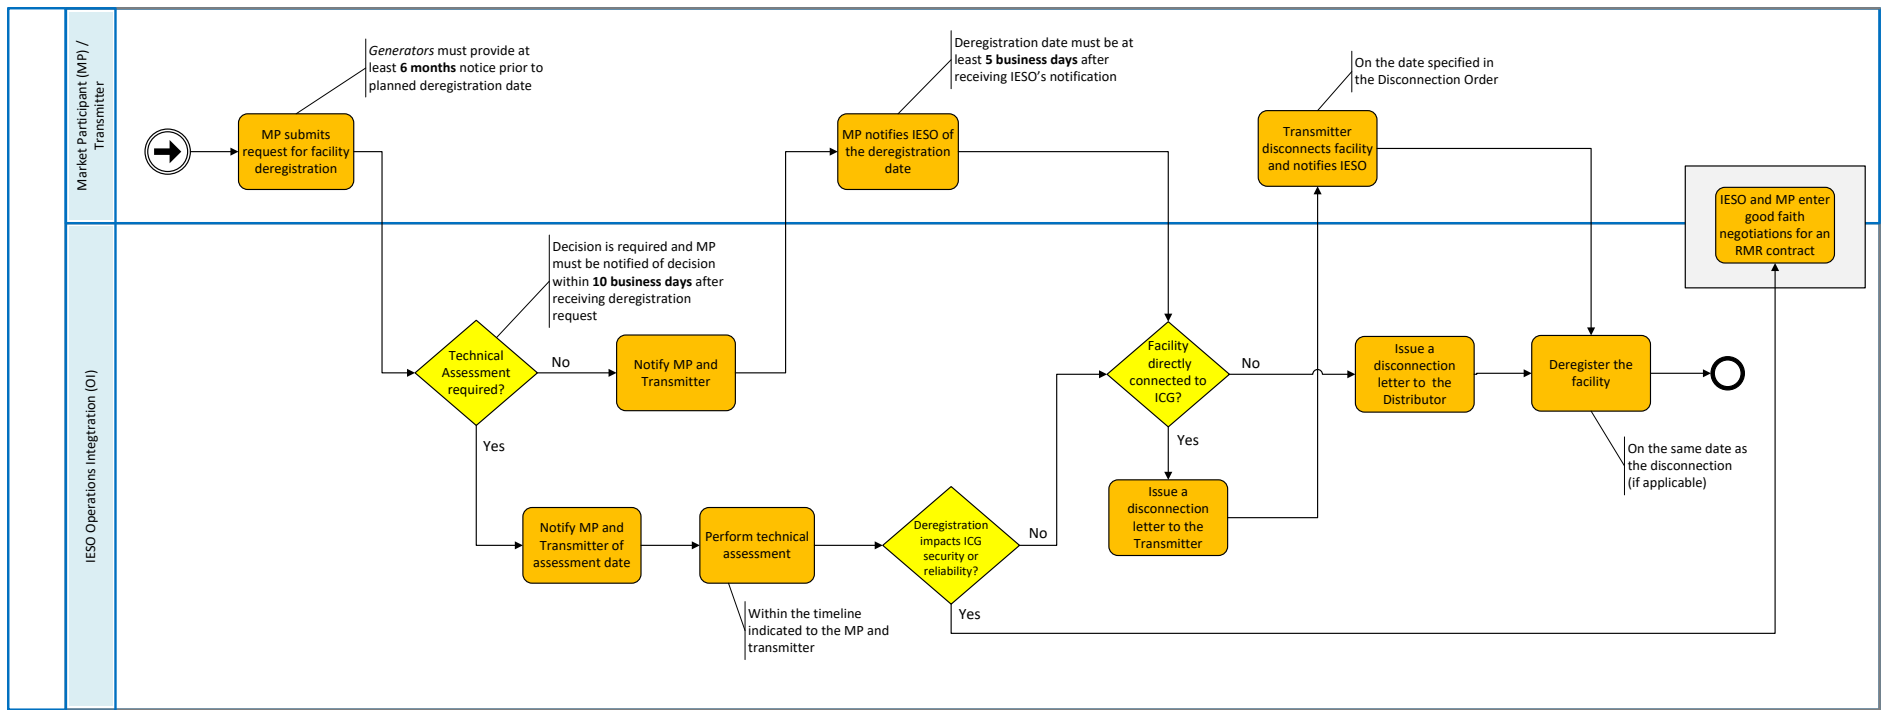 Market Participant (MP) /
Transmitter
Generators must provide at
least 6 months notice prior to
planned deregistration date
MP submits
request for facility
deregistration
Deregistration date must be at
least 5 business days after
receiving IESO's notification
MP notifies IESO of
the deregistration
date
On the date specified in
the Disconnection Order
Transmitter
disconnects facility
and notifies IESO
IESO and MP enter
good faith
negotiations for an
RMR contract
IESO Operations Integtration (OI)
Decision is required and MP
must be notified of decision
within 10 business days after
receiving deregistration
request
Technical
Assessment
required?
No
Notify MP and
Transmitter
Yes
Notify MP and
Transmitter of
assessment date
Perform technical
assessment
Within the timeline
indicated to the MP and
transmitter
Deregistration
impacts ICG
security or
reliability?
No
Yes
Facility
directly
connected to
ICG?
No
Yes
Issue a
disconnection
letter to the
Transmitter
Issue a
disconnection
letter to the
Distributor
Deregister the
facility
On the same date as
the disconnection
(if applicable)